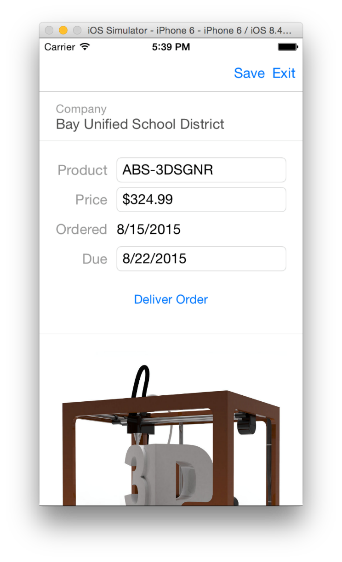 iOS Simulator - iPhone 6 - iPhone 6 / iOS 8.4...
Carrier 5:39 PM
Save Exit
Company
Bay Unified School District
Product ABS-3DSGNR
Price $324.99
Ordered 8/15/2015
Due 8/22/2015
Deliver Order
3D